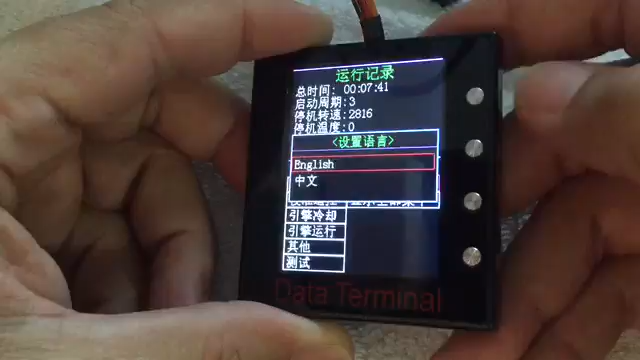 运行记录
总时间: 00:07:41
启动周期:3
停机转速:2816
停机温度:0
<设置语言>
English
中文
引擎冷却
引擎运行
其他
测试
Data Terminal